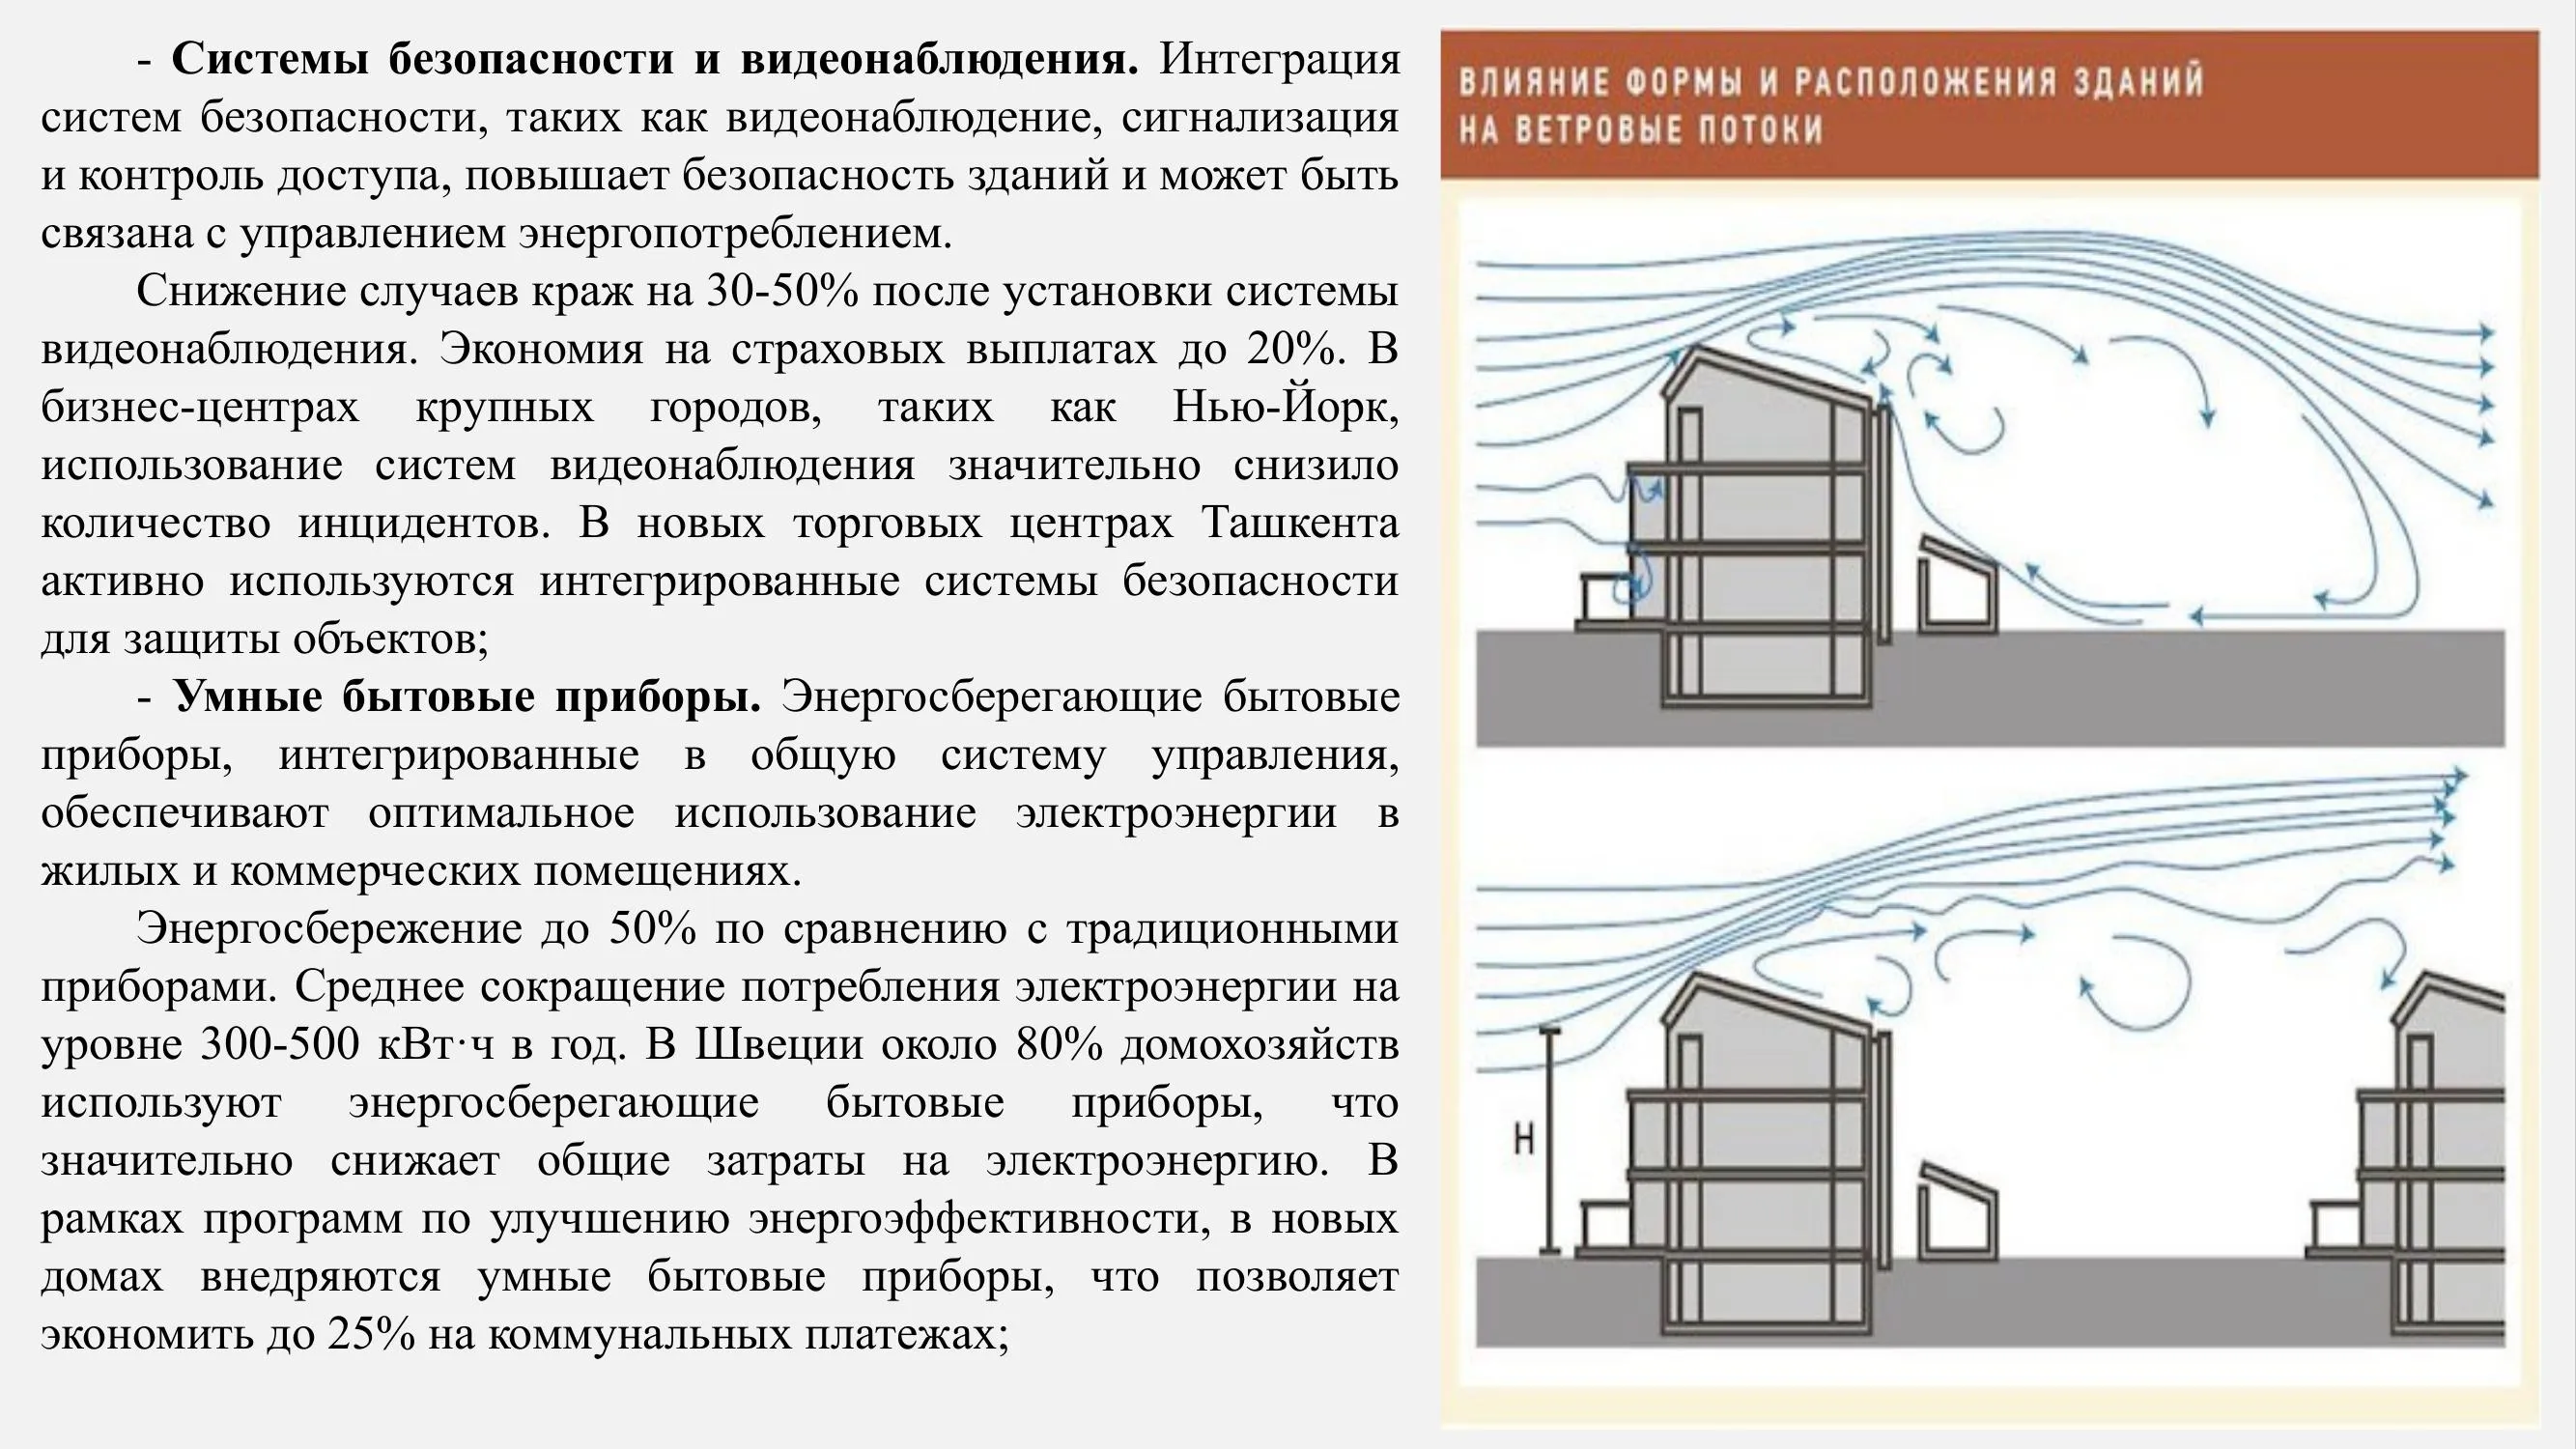 - Системы безопасности и видеонаблюдения. Интеграция
систем безопасности, таких как видеонаблюдение, сигнализация
и контроль доступа, повышает безопасность зданий и может быть
связана с управлением энергопотреблением.
Снижение случаев краж на 30-50% после установки системы
видеонаблюдения. Экономия на страховых выплатах до 20%. В
бизнес-центрах крупных городов, таких как Нью-Йорк,
использование систем видеонаблюдения значительно снизило
количество инцидентов. В новых торговых центрах Ташкента
активно используются интегрированные системы безопасности
для защиты объектов;
- Умные бытовые приборы. Энергосберегающие бытовые
приборы, интегрированные в общую систему управления,
обеспечивают оптимальное использование электроэнергии в
жилых и коммерческих помещениях.
Энергосбережение до 50% по сравнению с традиционными
приборами. Среднее сокращение потребления электроэнергии на
уровне 300-500 кВт·ч в год. В Швеции около 80% домохозяйств
используют энергосберегающие бытовые приборы, что
значительно снижает общие затраты на электроэнергию. В
рамках программ по улучшению энергоэффективности, в новых
домах внедряются умные бытовые приборы, что позволяет
экономить до 25% на коммунальных платежах;
ВЛИЯНИЕ ФОРМЫ И РАСПОЛОЖЕНИЯ ЗДАНИЙ
НА ВЕТРОВЫЕ ПОТОКИ
H